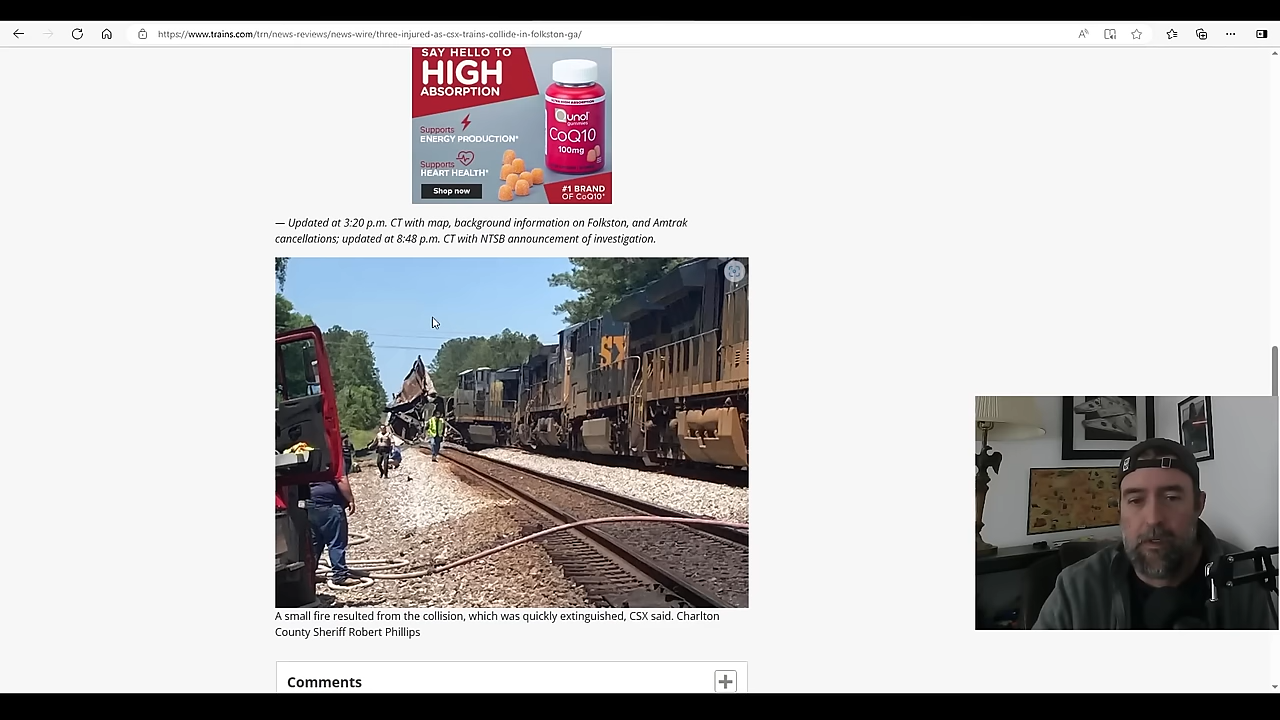 https://www.trains.com/trn/news-reviews/news-wire/three-injured-as-csx-trains-collide-in-folkston-ga/
SAY HELLO TO
HIGH
ABSORPTION
Supports
ENERGY PRODUCTION*
Supports
HEART HEALTH*
Shop now
Qunol
gummies
CoQ10
100mg
#1 BRAND
OF CoQ10*
— Updated at 3:20 p.m. CT with map, background information on Folkston, and Amtrak
cancellations; updated at 8:48 p.m. CT with NTSB announcement of investigation.
SX
A small fire resulted from the collision, which was quickly extinguished, CSX said. Charlton
County Sheriff Robert Phillips
Comments